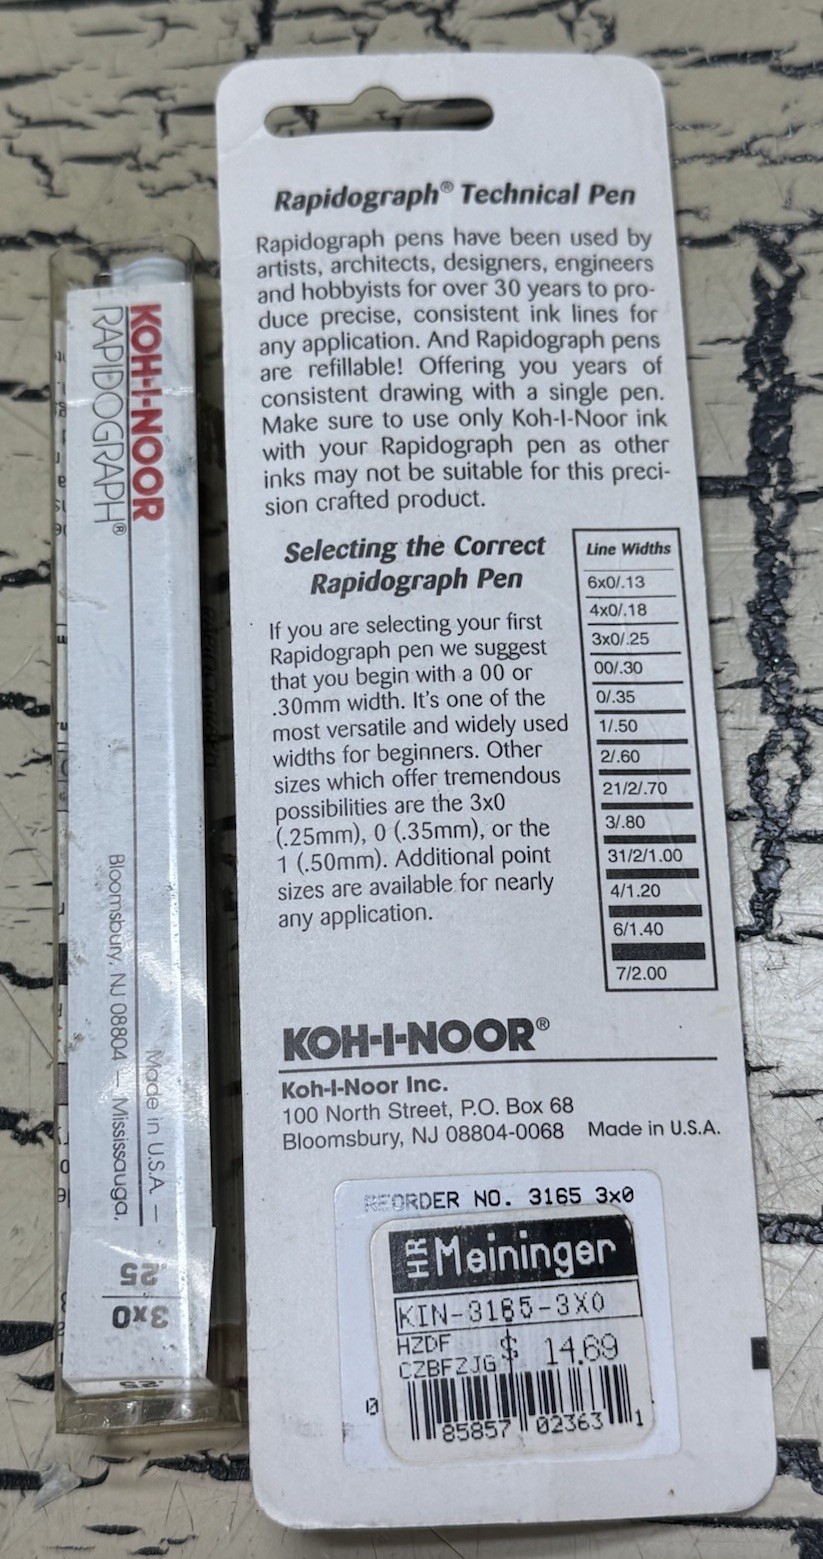 KOH-I-NOOR
RAPIDOGRAPH®
Made in U.S.A. —
Bloomsbury, NJ 08804 — Mississauga,
.25
3x0
.25
Rapidograph® Technical Pen
Rapidograph pens have been used by
artists, architects, designers, engineers
and hobbyists for over 30 years to pro-
duce precise, consistent ink lines for
any application. And Rapidograph pens
are refillable! Offering you years of
consistent drawing with a single pen.
Make sure to use only Koh-I-Noor ink
with your Rapidograph pen as other
inks may not be suitable for this preci-
sion crafted product.
Selecting the Correct
Rapidograph Pen
If you are selecting your first
Rapidograph pen we suggest
that you begin with a 00 or
.30mm width. It's one of the
most versatile and widely used
widths for beginners. Other
sizes which offer tremendous
possibilities are the 3x0
(.25mm), 0 (.35mm), or the
1 (.50mm). Additional point
sizes are available for nearly
any application.
Line Widths
6x0/.13
4x0/.18
3x0/.25
00/.30
0/.35
1/.50
2/.60
21/2/.70
3/.80
31/2/1.00
4/1.20
6/1.40
7/2.00
KOH-I-NOOR®
Koh-I-Noor Inc.
100 North Street, P.O. Box 68
Bloomsbury, NJ 08804-0068 Made in U.S.A.
REORDER NO. 3165 3x0
HR Meininger
KIN-3165-3X0
HZDF
CZBFZJG $ 14.69
0 85857 02363 1